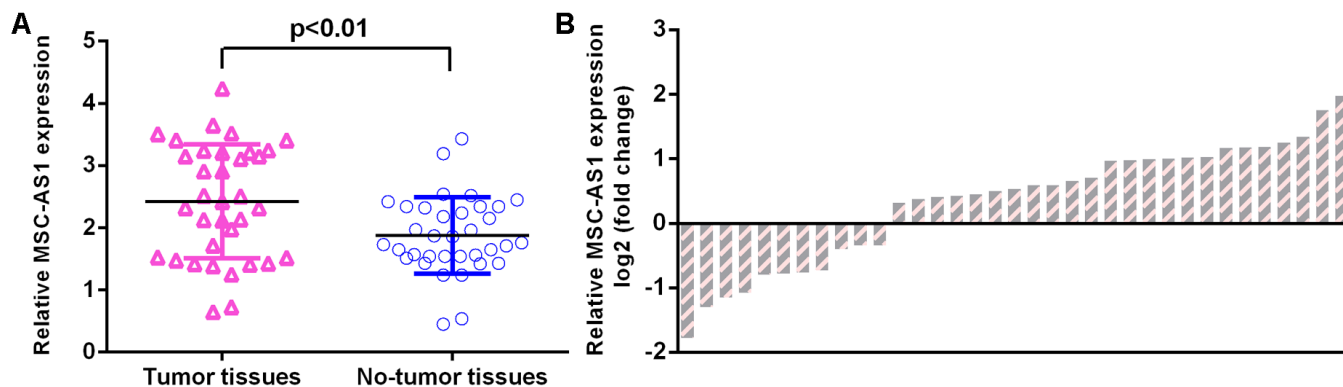 A
Relative MSC-AS1 expression
5
4
3
2
1
0
p<0.01
Tumor tissues
No-tumor tissues
B
Relative MSC-AS1 expression
log2 (fold change)
3
2
1
0
-1
-2